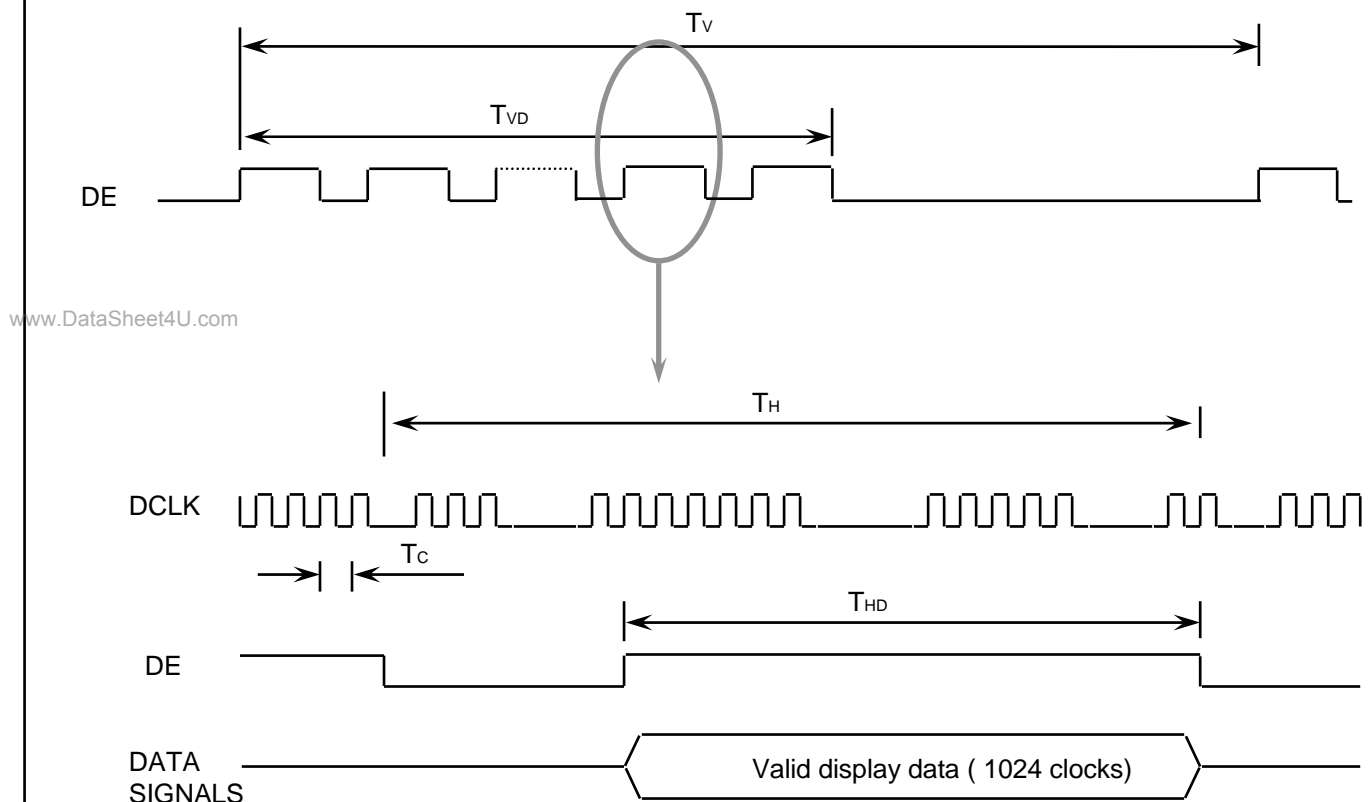 TV
TVD
DE
www.DataSheet4U.com
TH
DCLK
TC
THD
DE
DATA
SIGNALS
Valid display data ( 1024 clocks)